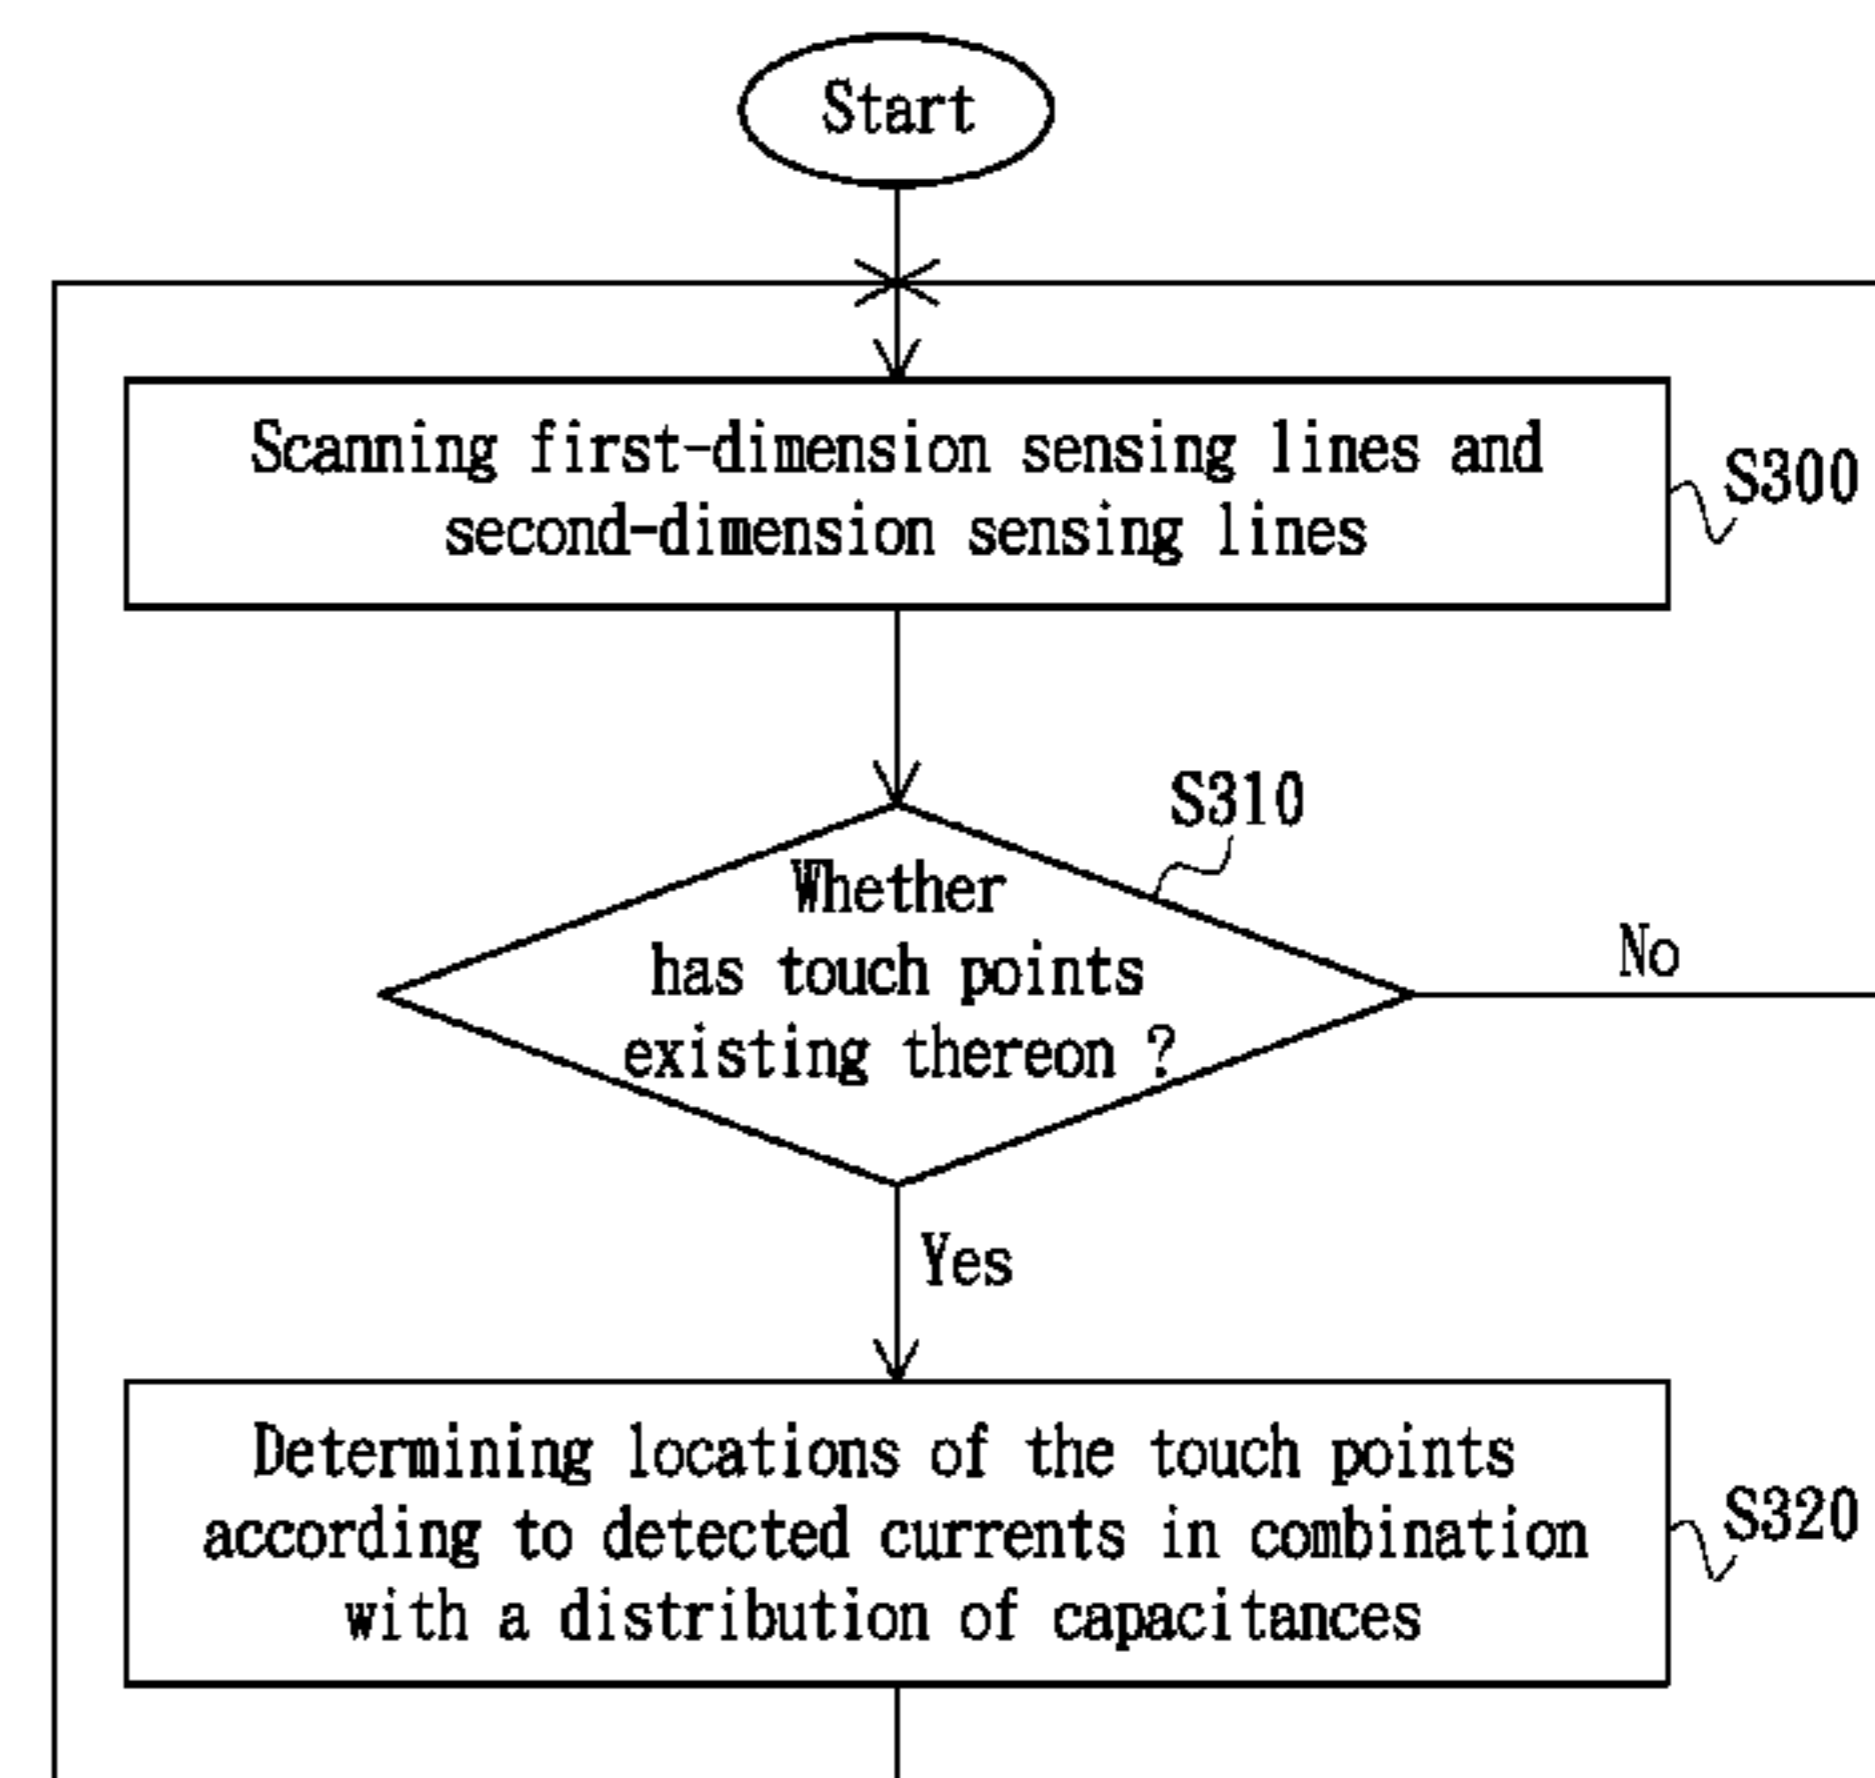 Start
Scanning first-dimension sensing lines and
second-dimension sensing lines
S300
S310
Whether
has touch points
existing thereon ?
No
Yes
Determining locations of the touch points
according to detected currents in combination
with a distribution of capacitances
S320